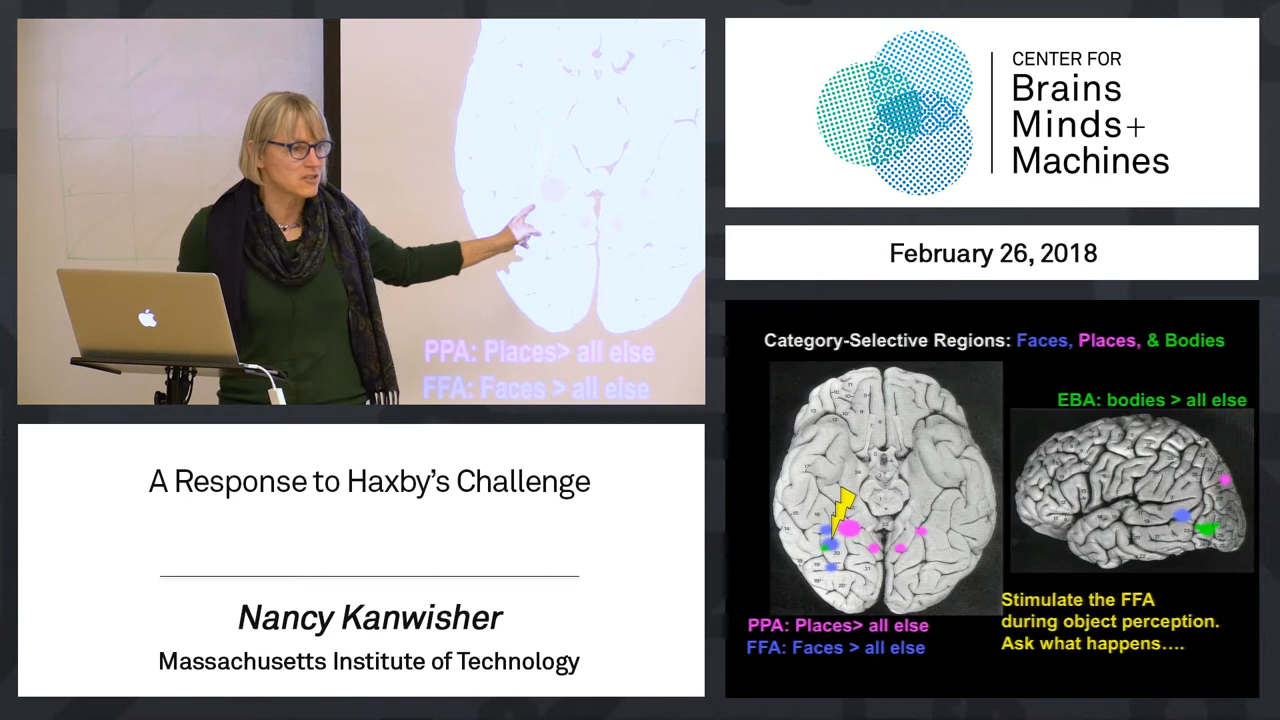 PPA: Places> all else
FFA: Faces > all else
CENTER FOR
Brains
Minds+
Machines
February 26, 2018
A Response to Haxby's Challenge
Nancy Kanwisher
Massachusetts Institute of Technology
Category-Selective Regions: Faces, Places, & Bodies
EBA: bodies > all else
PPA: Places> all else
FFA: Faces > all else
Stimulate the FFA
during object perception.
Ask what happens....